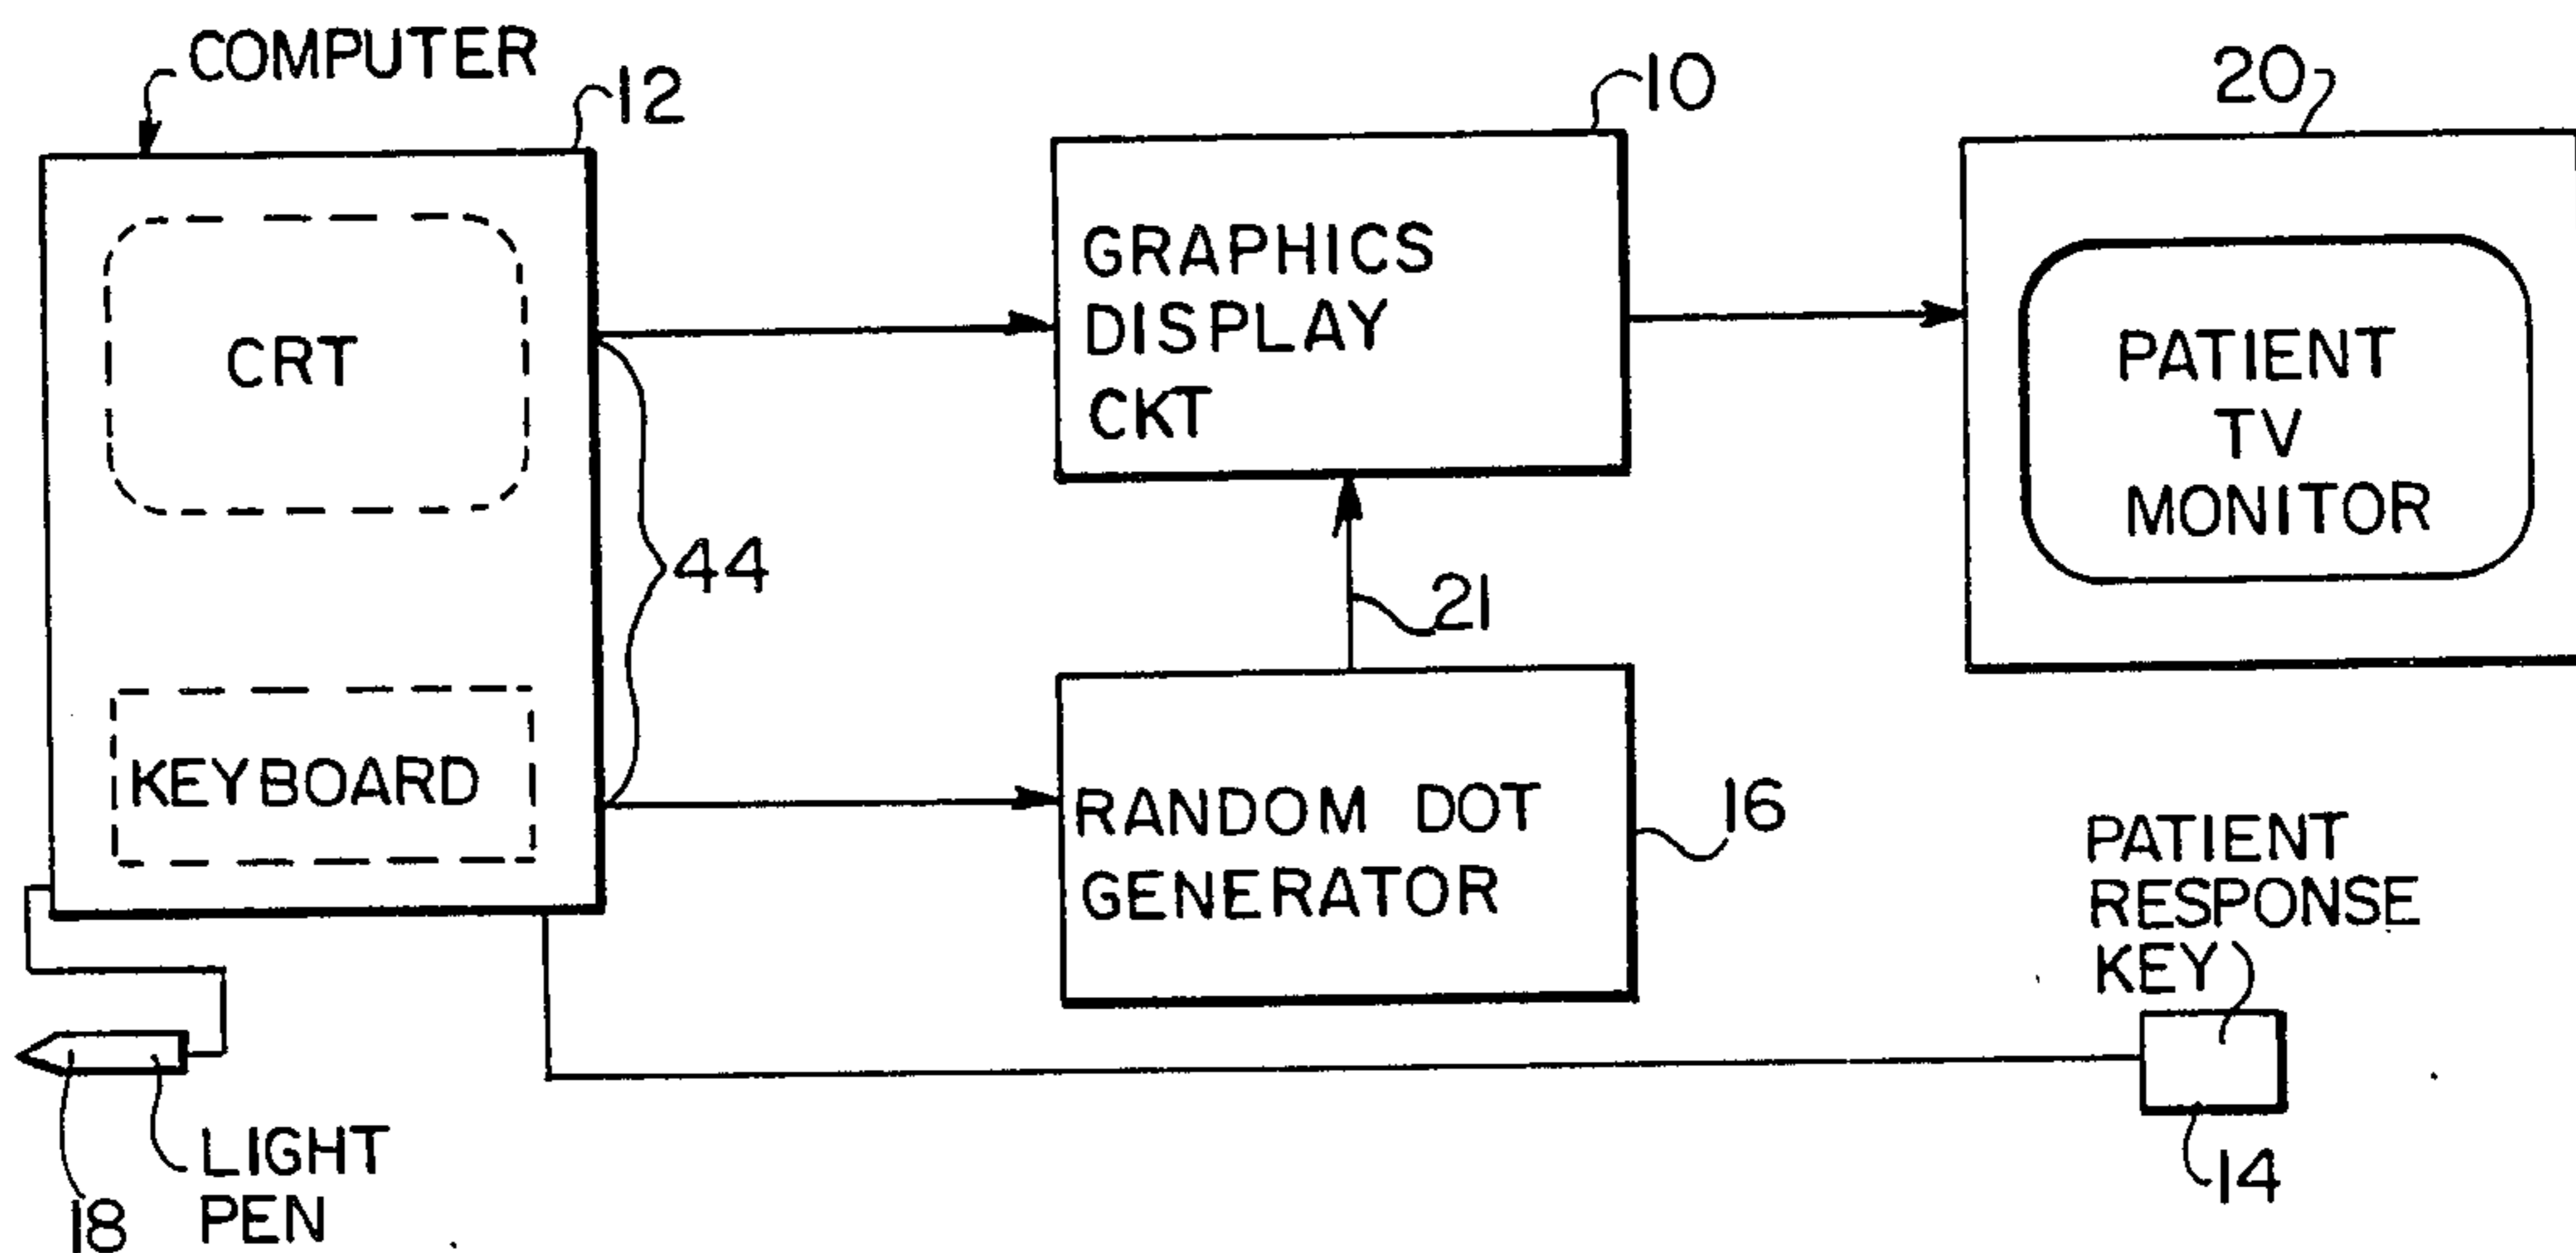 COMPUTER
12
10
20
CRT
GRAPHICS
DISPLAY
CKT
PATIENT
TV
MONITOR
44
21
KEYBOARD
RANDOM DOT
GENERATOR
16
PATIENT
RESPONSE
KEY
14
LIGHT
PEN
18